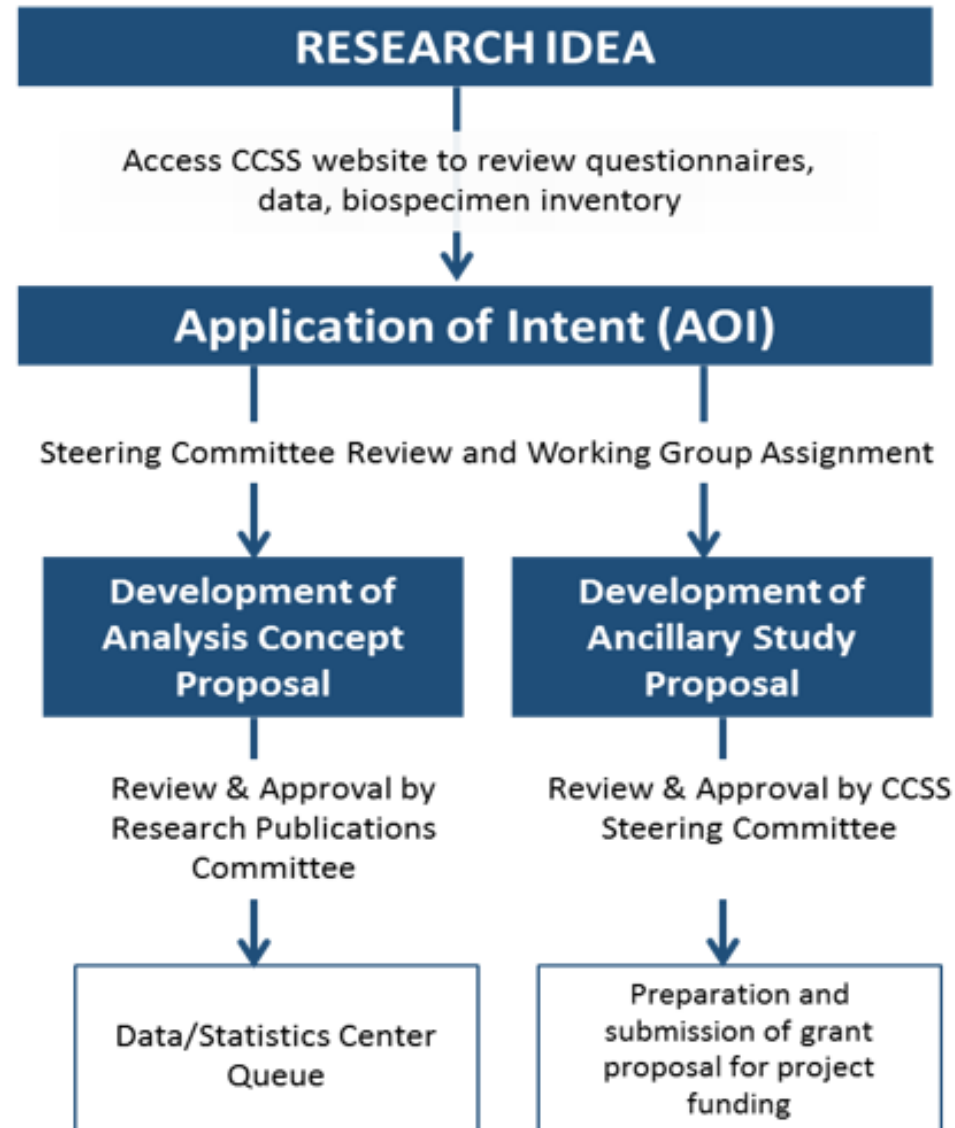 RESEARCH IDEA
Access CCSS website to review questionnaires,
data, biospecimen inventory
Application of Intent (AOI)
Steering Committee Review and Working Group Assignment
Development of
Analysis Concept
Proposal
Development of
Ancillary Study
Proposal
Review & Approval by
Research Publications
Committee
Review & Approval by CCSS
Steering Committee
Data/Statistics Center
Queue
Preparation and
submission of grant
proposal for project
funding